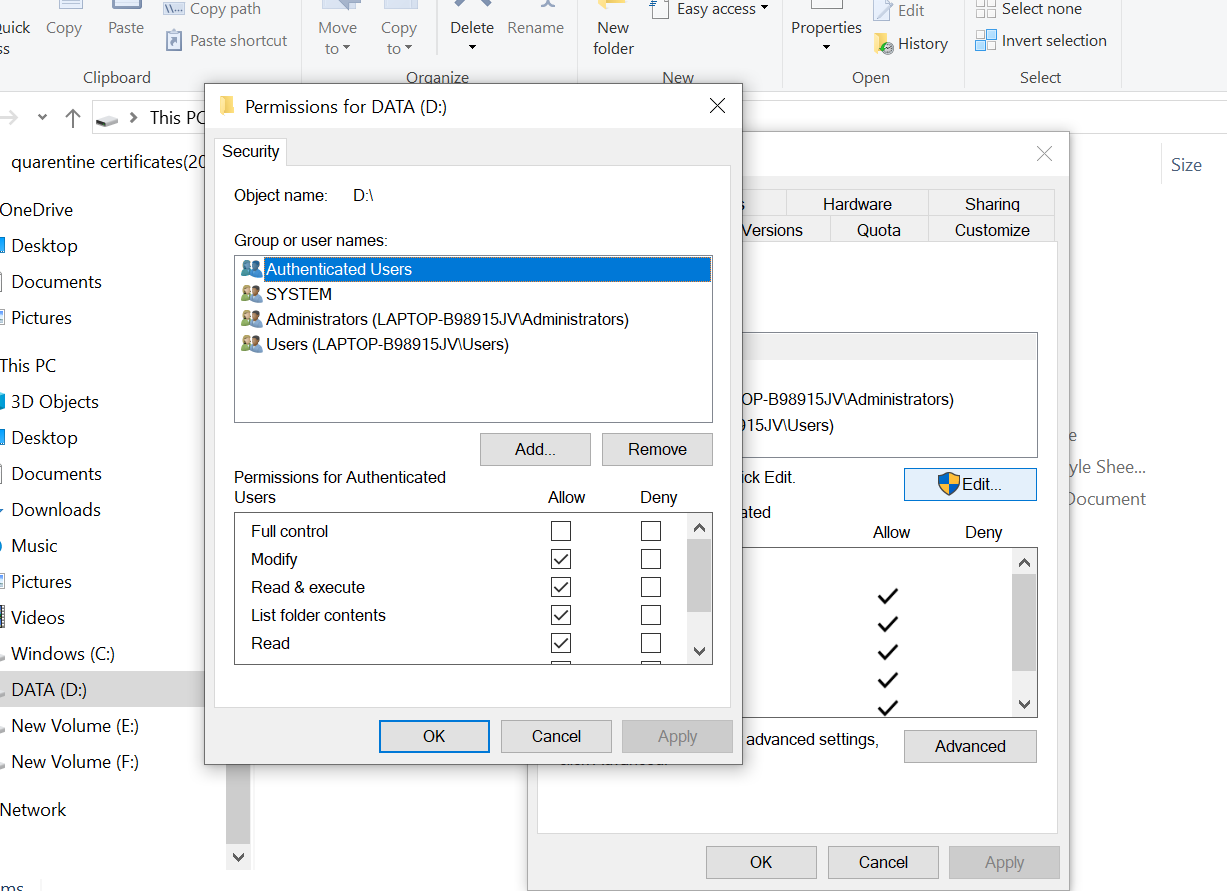 uick
ss
Copy
Paste
Copy path
Paste shortcut
Clipboard
Move
to
Copy
to
Delete
Rename
Organize
New
folder
Easy access
New
Properties
Edit
History
Open
Select none
Invert selection
Select
This PC
quarentine certificates(20
OneDrive
Desktop
Documents
Pictures
This PC
3D Objects
Desktop
Documents
Downloads
Music
Pictures
Videos
Windows (C:)
DATA (D:)
New Volume (E:)
New Volume (F:)
Network
ms
Permissions for DATA (D:)
Security
Object name: D:\
Group or user names:
Authenticated Users
SYSTEM
Administrators (LAPTOP-B98915JV\Administrators)
Users (LAPTOP-B98915JV\Users)
Add...
Remove
Permissions for Authenticated
Users
Allow
Deny
Full control
Modify
Read & execute
List folder contents
Read
OK
Cancel
Apply
s
Hardware
Sharing
Versions
Quota
Customize
OP-B98915JV\Administrators)
915JV\Users)
ick Edit.
Edit...
ated
Allow
Deny
advanced settings,
Advanced
OK
Cancel
Apply
Size
e
yle Shee...
Document